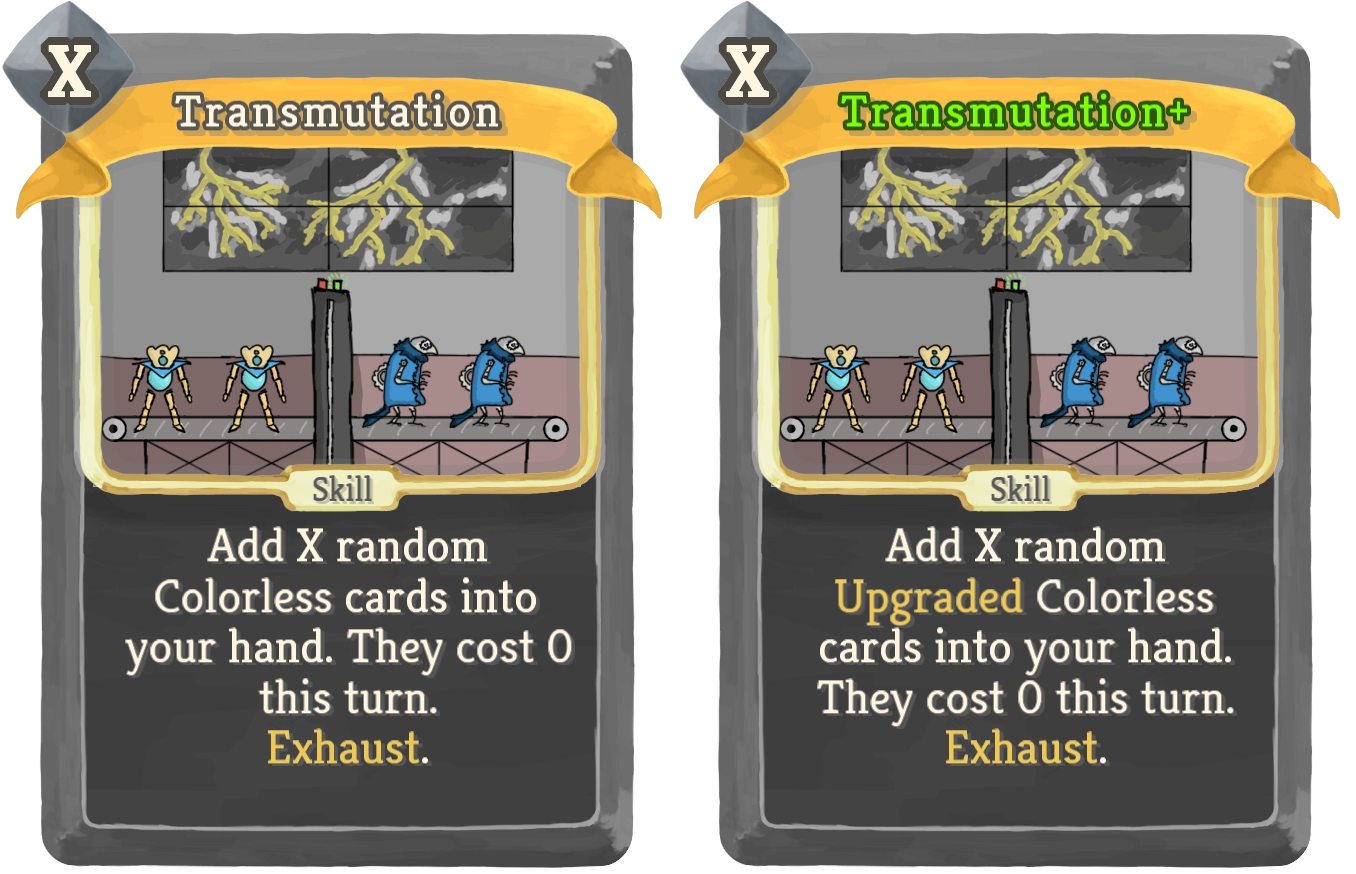 X
Transmutation
Skill
Add X random
Colorless cards into
your hand. They cost 0
this turn.
Exhaust.
X
Transmutation+
Skill
Add X random
Upgraded Colorless
cards into your hand.
They cost 0 this turn.
Exhaust.